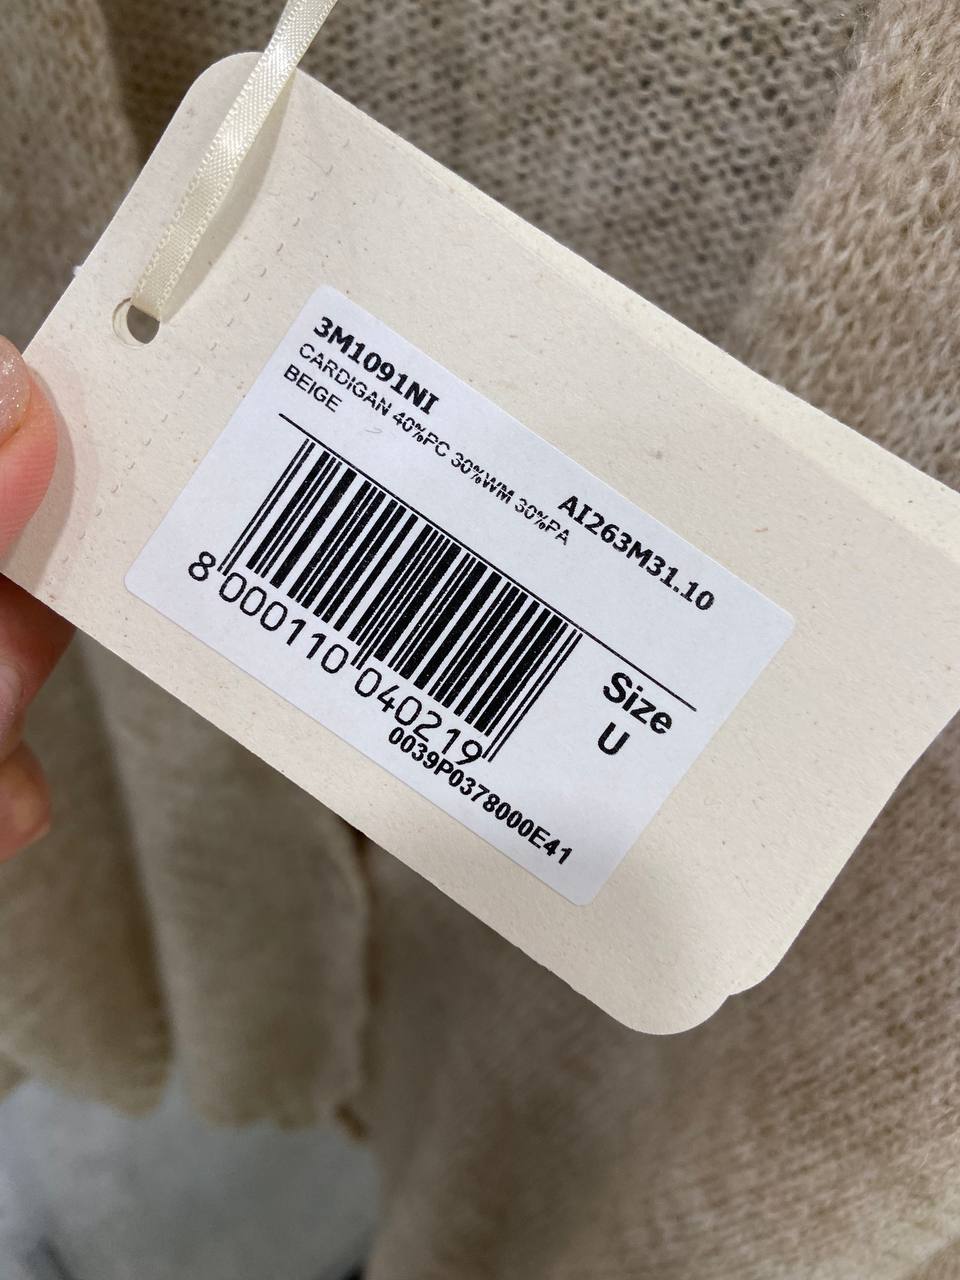 3M1091NI
CARDIGAN 40%PC 30%WM 30%PA
BEIGE
AI263M31.10
8 000110 040219
0039P0378000E41
Size
U